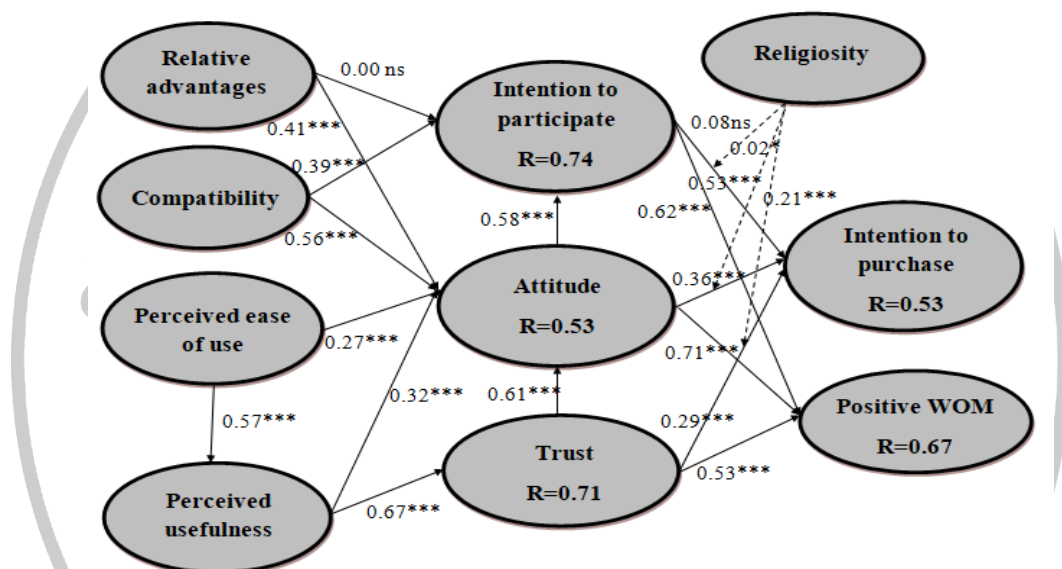 Relative
advantages
Religiosity
0.00 ns
Intention to
participate
R=0.74
0.41***
0.08ns
0.02*
0.39***
0.53***
Compatibility
0.21***
0.62***
0.58***
0.56***
Intention to
purchase
R=0.53
Attitude
R=0.53
0.36***
Perceived ease
of use
0.27***
0.71***
0.32***
0.61***
0.57***
0.29***
Positive WOM
R=0.67
Trust
R=0.71
0.53***
Perceived
usefulness
0.67***